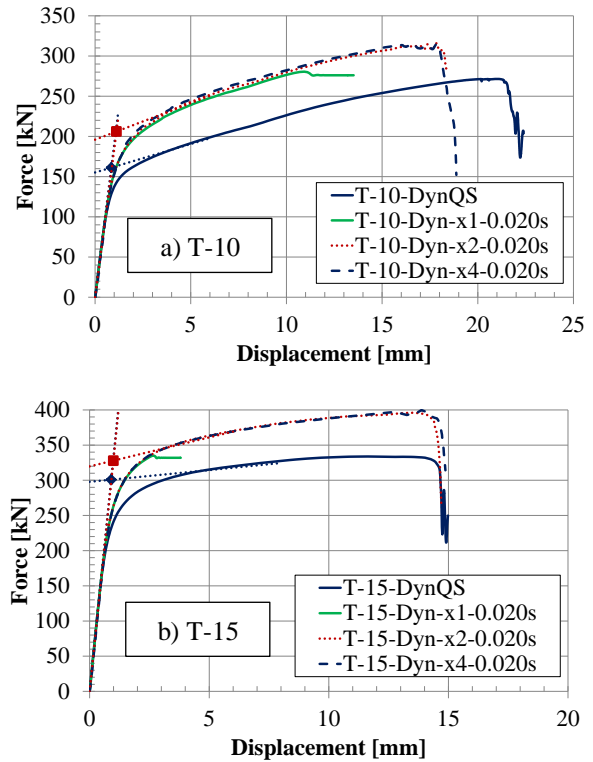 350
300
250
200
150
100
50
0
Force [kN]
T-10-DynQS
T-10-Dyn-x1-0.020s
T-10-Dyn-x2-0.020s
T-10-Dyn-x4-0.020s
a) T-10
0 5 10 15 20 25
Displacement [mm]
400
350
300
250
200
150
100
50
0
Force [kN]
T-15-DynQS
T-15-Dyn-x1-0.020s
T-15-Dyn-x2-0.020s
T-15-Dyn-x4-0.020s
b) T-15
0 5 10 15 20
Displacement [mm]